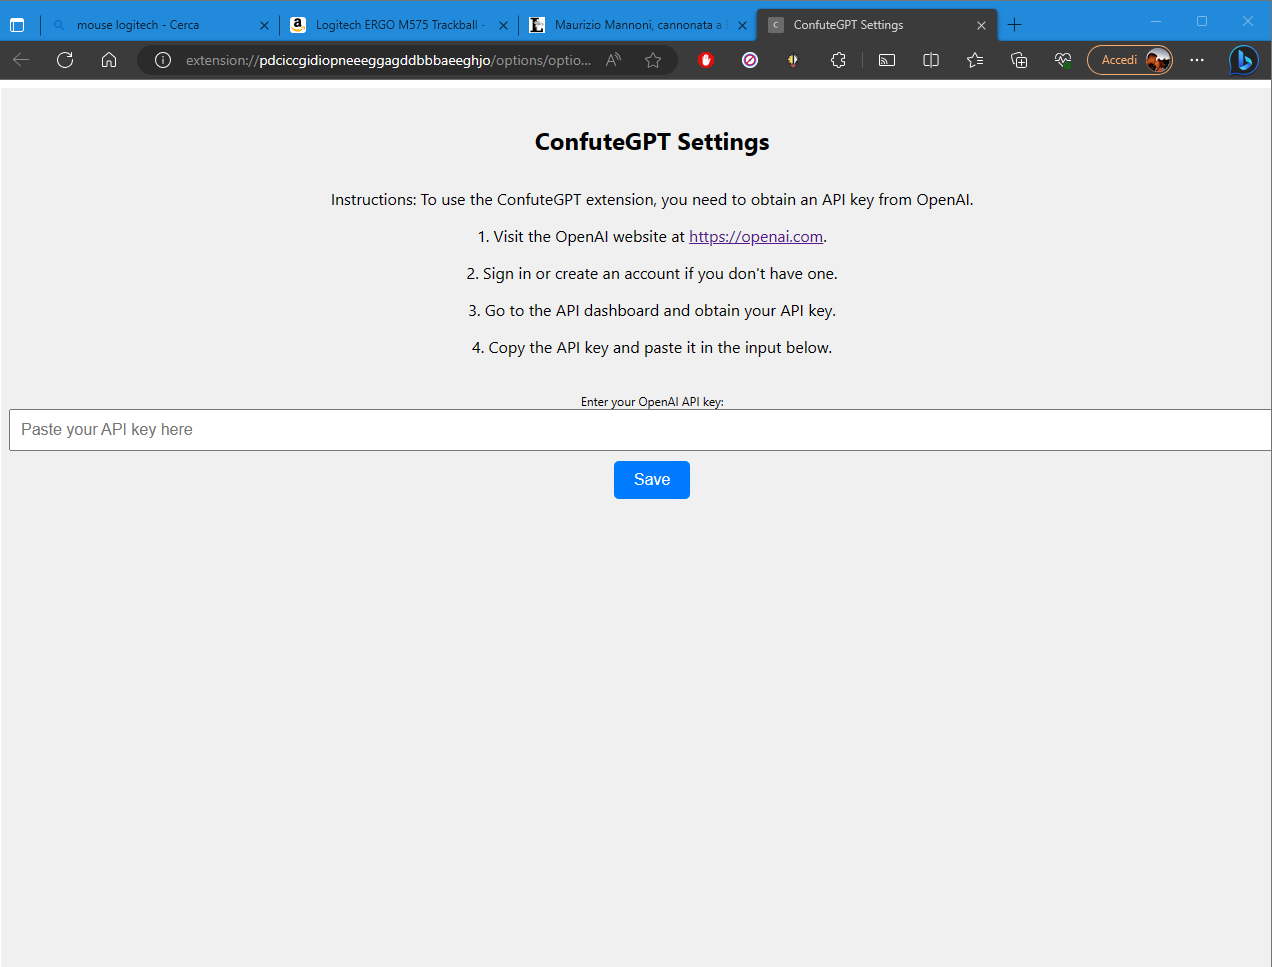 mouse logitech - Cerca
Logitech ERGO M575 Trackball -
Maurizio Mannoni, cannonata a
ConfuteGPT Settings
extension://pdciccgidiopneeeggagddbbbaeeghjo/options/optio...
Accedi
ConfuteGPT Settings
Instructions: To use the ConfuteGPT extension, you need to obtain an API key from OpenAI.
1. Visit the OpenAI website at https://openai.com.
2. Sign in or create an account if you don't have one.
3. Go to the API dashboard and obtain your API key.
4. Copy the API key and paste it in the input below.
Enter your OpenAI API key:
Paste your API key here
Save